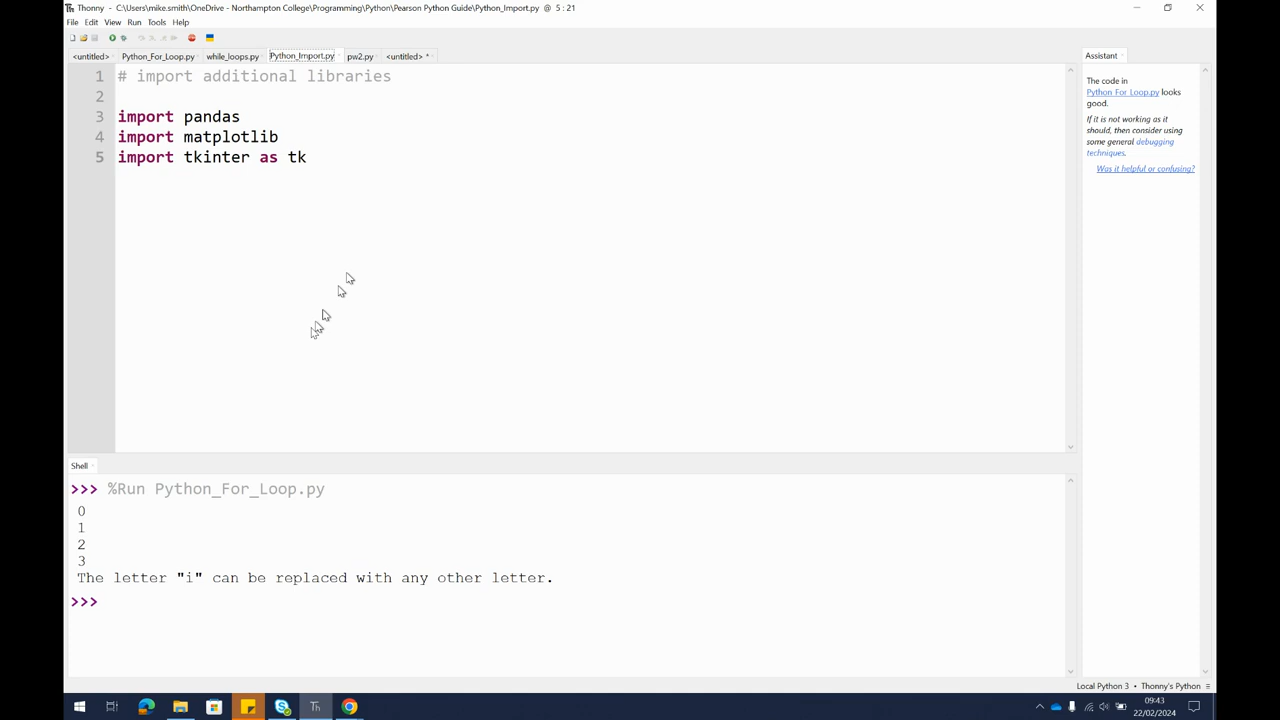 Thonny - C:\Users\mike.smith\OneDrive - Northampton College\Programming\Python\Pearson Python Guide\Python_Import.py @ 5 : 21
File Edit View Run Tools Help
<untitled> Python_For_Loop.py while_loops.py Python_Import.py pw2.py <untitled> *
1 # import additional libraries
2
3 import pandas
4 import matplotlib
5 import tkinter as tk
Assistant
The code in
Python_For_Loop.py looks
good.
If it is not working as it
should, then consider using
some general debugging
techniques.
Was it helpful or confusing?
Shell
>>> %Run Python_For_Loop.py
0
1
2
3
The letter "i" can be replaced with any other letter.
>>>
Local Python 3 • Thonny's Python ≡
Th
09:43
22/02/2024